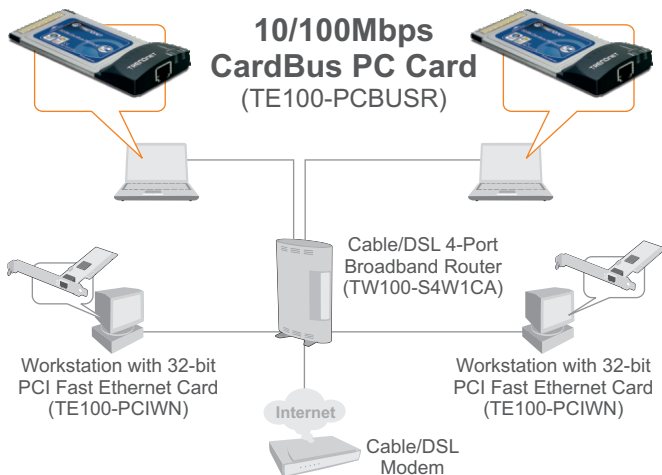 10/100Mbps
CardBus PC Card
(TE100-PCBUSR)
TRENDNET
TRENDNET
Cable/DSL 4-Port
Broadband Router
(TW100-S4W1CA)
Workstation with 32-bit
PCI Fast Ethernet Card
(TE100-PCIWN)
Workstation with 32-bit
PCI Fast Ethernet Card
(TE100-PCIWN)
Internet
Cable/DSL
Modem